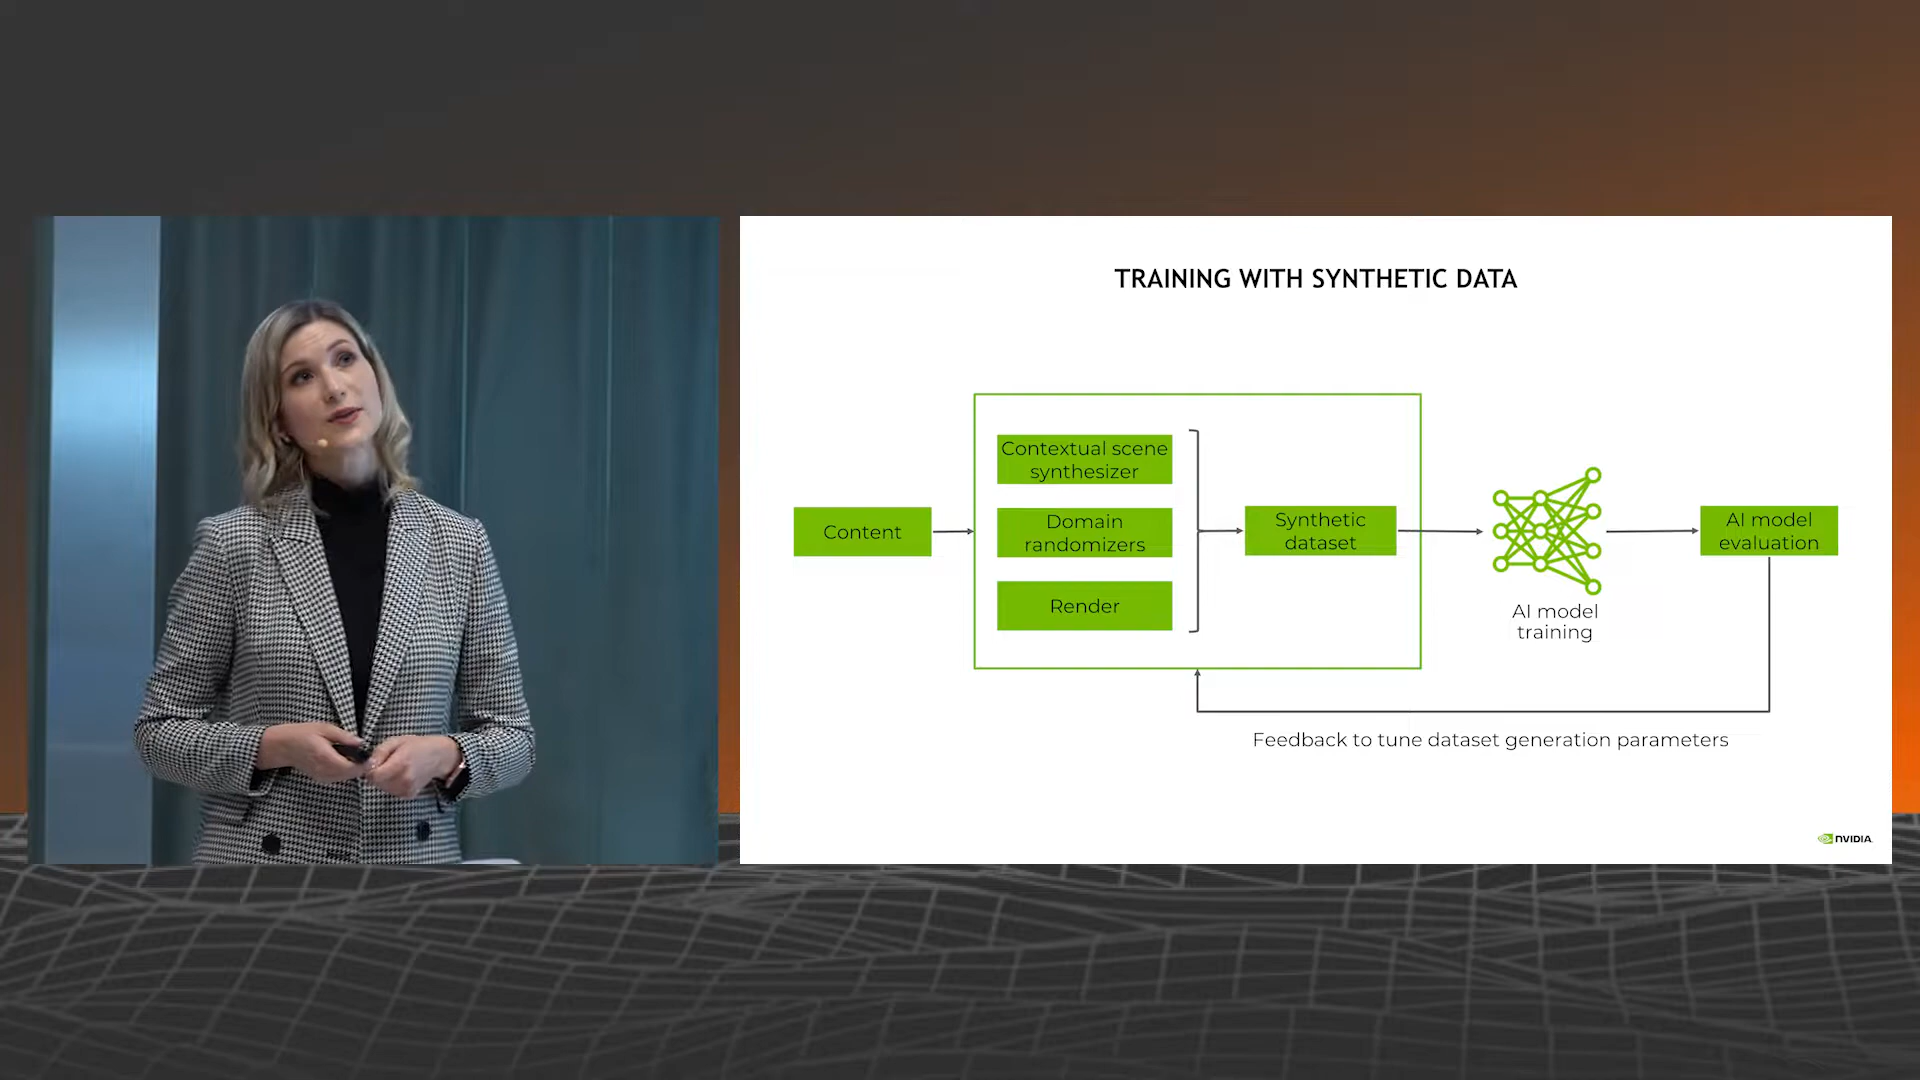 TRAINING WITH SYNTHETIC DATA
Content
Contextual scene
synthesizer
Domain
randomizers
Render
Synthetic
dataset
AI model
training
AI model
evaluation
Feedback to tune dataset generation parameters
NVIDIA.